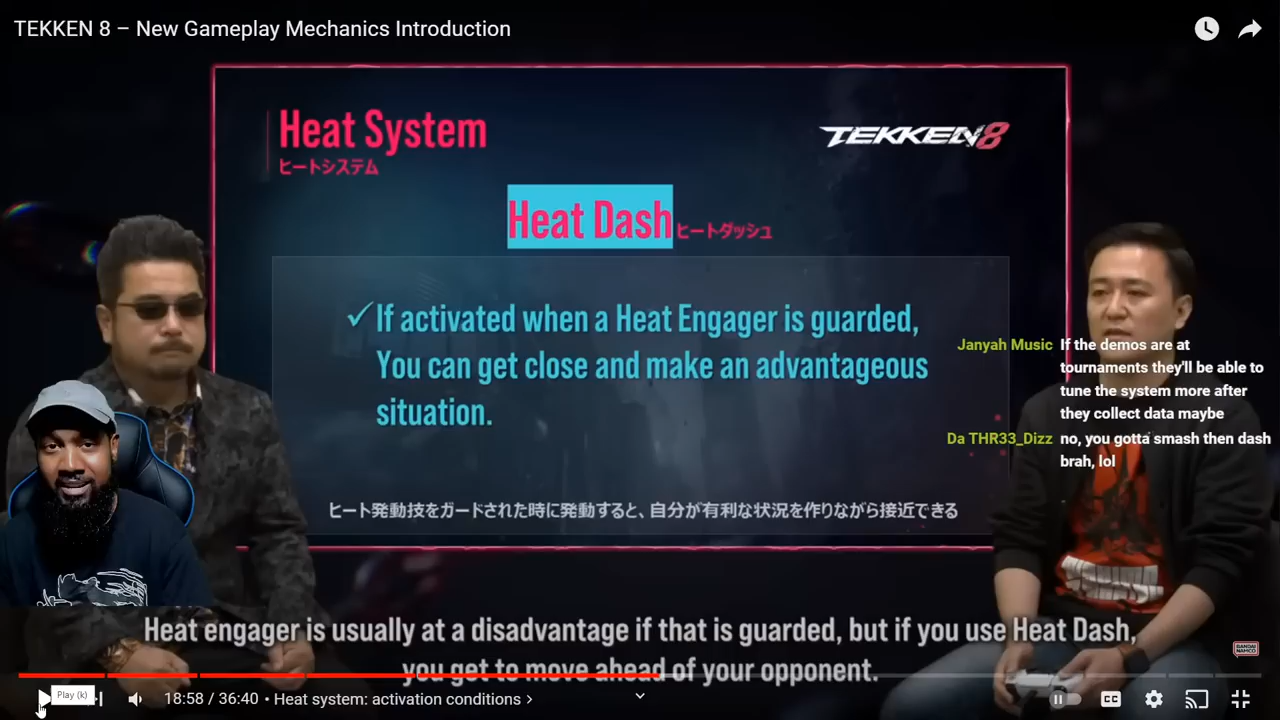 TEKKEN 8 – New Gameplay Mechanics Introduction
Heat System
ヒートシステム
TEKKEN 8
Heat Dash ヒートダッシュ
✓ If activated when a Heat Engager is guarded,
You can get close and make an advantageous
situation.
ヒート発動技をガードされた時に発動すると、自分が有利な状況を作りながら接近できる
Janyah Music If the demos are at
tournaments they'll be able to
tune the system more after
they collect data maybe
Da THR33_Dizz no, you gotta smash then dash
brah, lol
Heat engager is usually at a disadvantage if that is guarded, but if you use Heat Dash,
you get to move ahead of your opponent.
BANDAI
NAMCO
Play (k)
18:58 / 36:40 • Heat system: activation conditions ›
CC